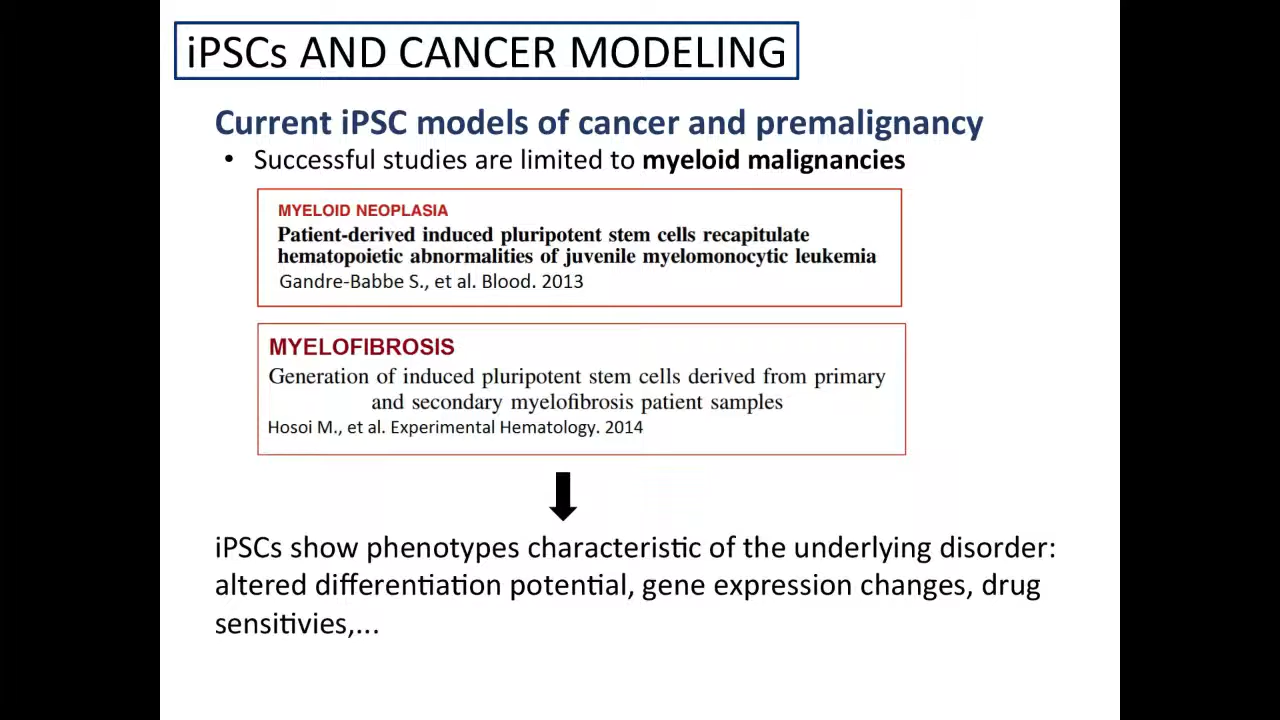 iPSCs AND CANCER MODELING
Current iPSC models of cancer and premalignancy
• Successful studies are limited to myeloid malignancies
MYELOID NEOPLASIA
Patient-derived induced pluripotent stem cells recapitulate
hematopoietic abnormalities of juvenile myelomonocytic leukemia
Gandre-Babbe S., et al. Blood. 2013
MYELOFIBROSIS
Generation of induced pluripotent stem cells derived from primary
and secondary myelofibrosis patient samples
Hosoi M., et al. Experimental Hematology. 2014
iPSCs show phenotypes characteristic of the underlying disorder:
altered differentiation potential, gene expression changes, drug
sensitivies,...